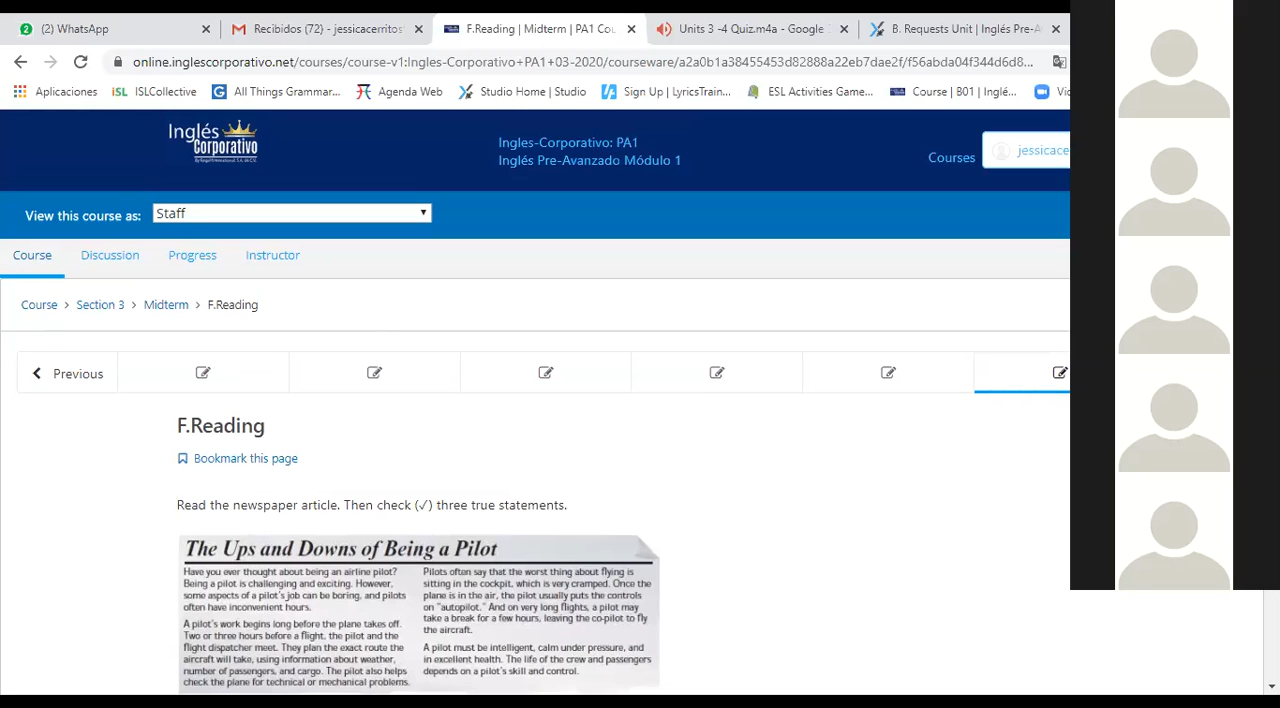 2 (2) WhatsApp
Recibidos (72) - jessicacerritos
F.Reading | Midterm | PA1 Cou
Units 3 -4 Quiz.m4a - Google
B. Requests Unit | Inglés Pre-A
online.inglescorporativo.net/courses/course-v1:Ingles-Corporativo+PA1+03-2020/courseware/a2a0b1a38455453d82888a22eb7dae2f/f56abda04f344d6d8...
Aplicaciones
iSL ISLCollective
All Things Grammar...
Agenda Web
Studio Home | Studio
Sign Up | LyricsTrain...
ESL Activities Game...
Course | B01 | Inglé...
Vi
Inglés
Corporativo
Ingles-Corporativo: PA1
Inglés Pre-Avanzado Módulo 1
Courses
jessicace
View this course as: Staff
Course
Discussion
Progress
Instructor
Course > Section 3 > Midterm > F.Reading
Previous
F.Reading
Bookmark this page
Read the newspaper article. Then check (✓) three true statements.
The Ups and Downs of Being a Pilot
Have you ever thought about being an airline pilot?
Being a pilot is challenging and exciting. However,
some aspects of a pilot's job can be boring, and pilots
often have inconvenient hours.
A pilot's work begins long before the plane takes off.
Two or three hours before a flight, the pilot and the
flight dispatcher meet. They plan the exact route the
aircraft will take, using information about weather,
number of passengers, and cargo. The pilot also helps
check the plane for technical or mechanical problems.
Pilots often say that the worst thing about flying is
sitting in the cockpit, which is very cramped. Once the
plane is in the air, the pilot usually puts the controls
on "autopilot." And on very long flights, a pilot may
take a break for a few hours, leaving the co-pilot to fly
the aircraft.
A pilot must be intelligent, calm under pressure, and
in excellent health. The life of the crew and passengers
depends on a pilot's skill and control.